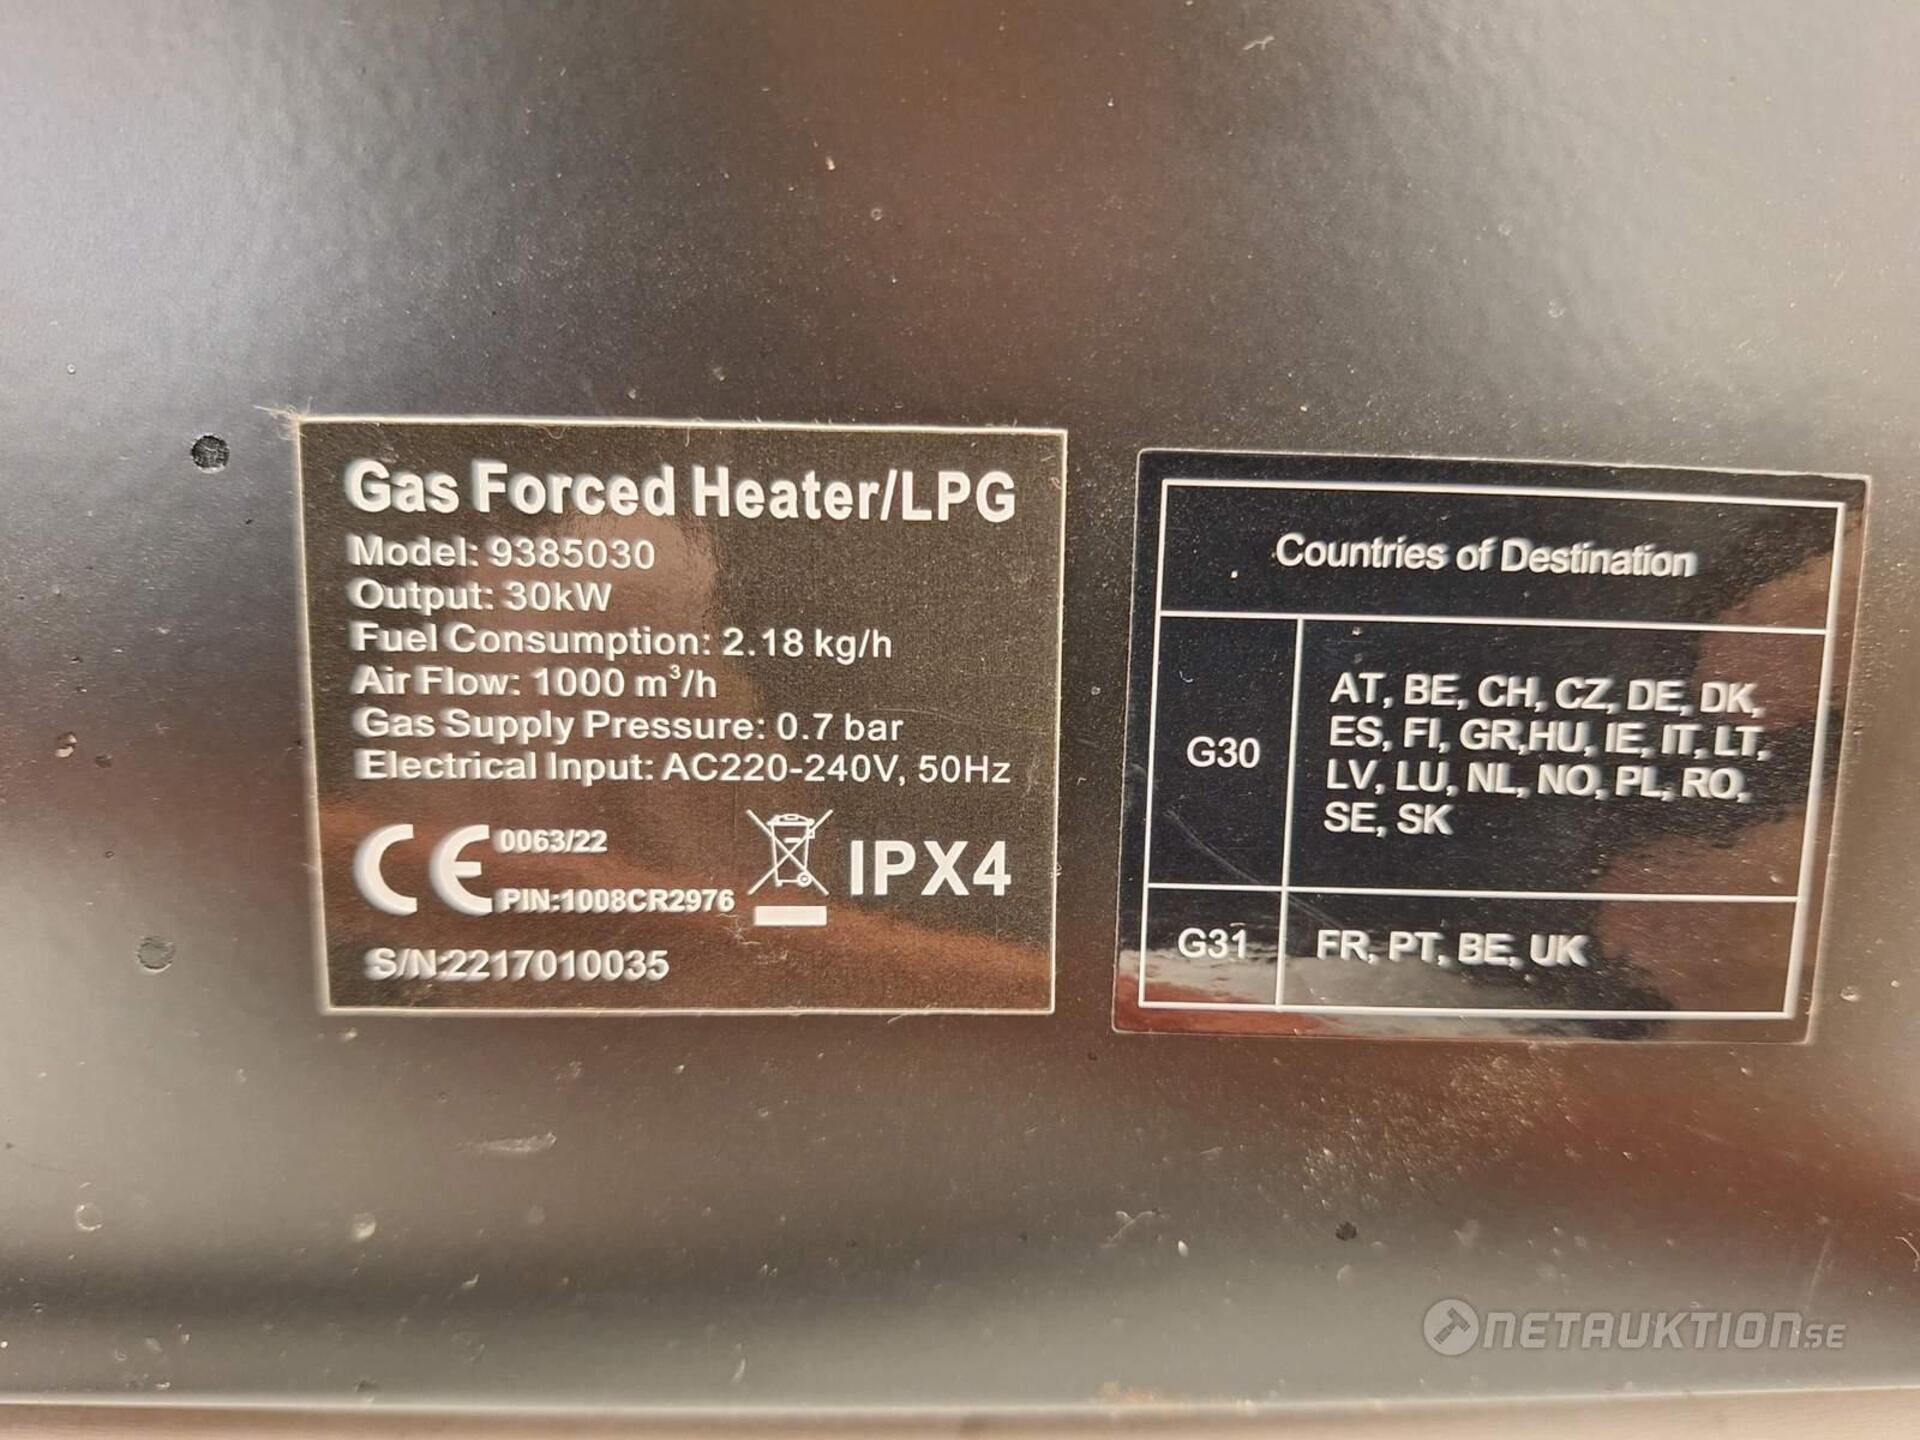 Gas Forced Heater/LPG
Model: 9385030
Output: 30kW
Fuel Consumption: 2.18 kg/h
Air Flow: 1000 m³/h
Gas Supply Pressure: 0.7 bar
Electrical Input: AC220-240V, 50Hz
CE 0063/22
PIN:1008CR2976
IPX4
S/N:2217010035
Countries of Destination
G30
AT, BE, CH, CZ, DE, DK,
ES, FI, GR,HU, IE, IT, LT,
LV, LU, NL, NO, PL, RO,
SE, SK
G31
FR, PT, BE, UK
NETAUKTION.SE